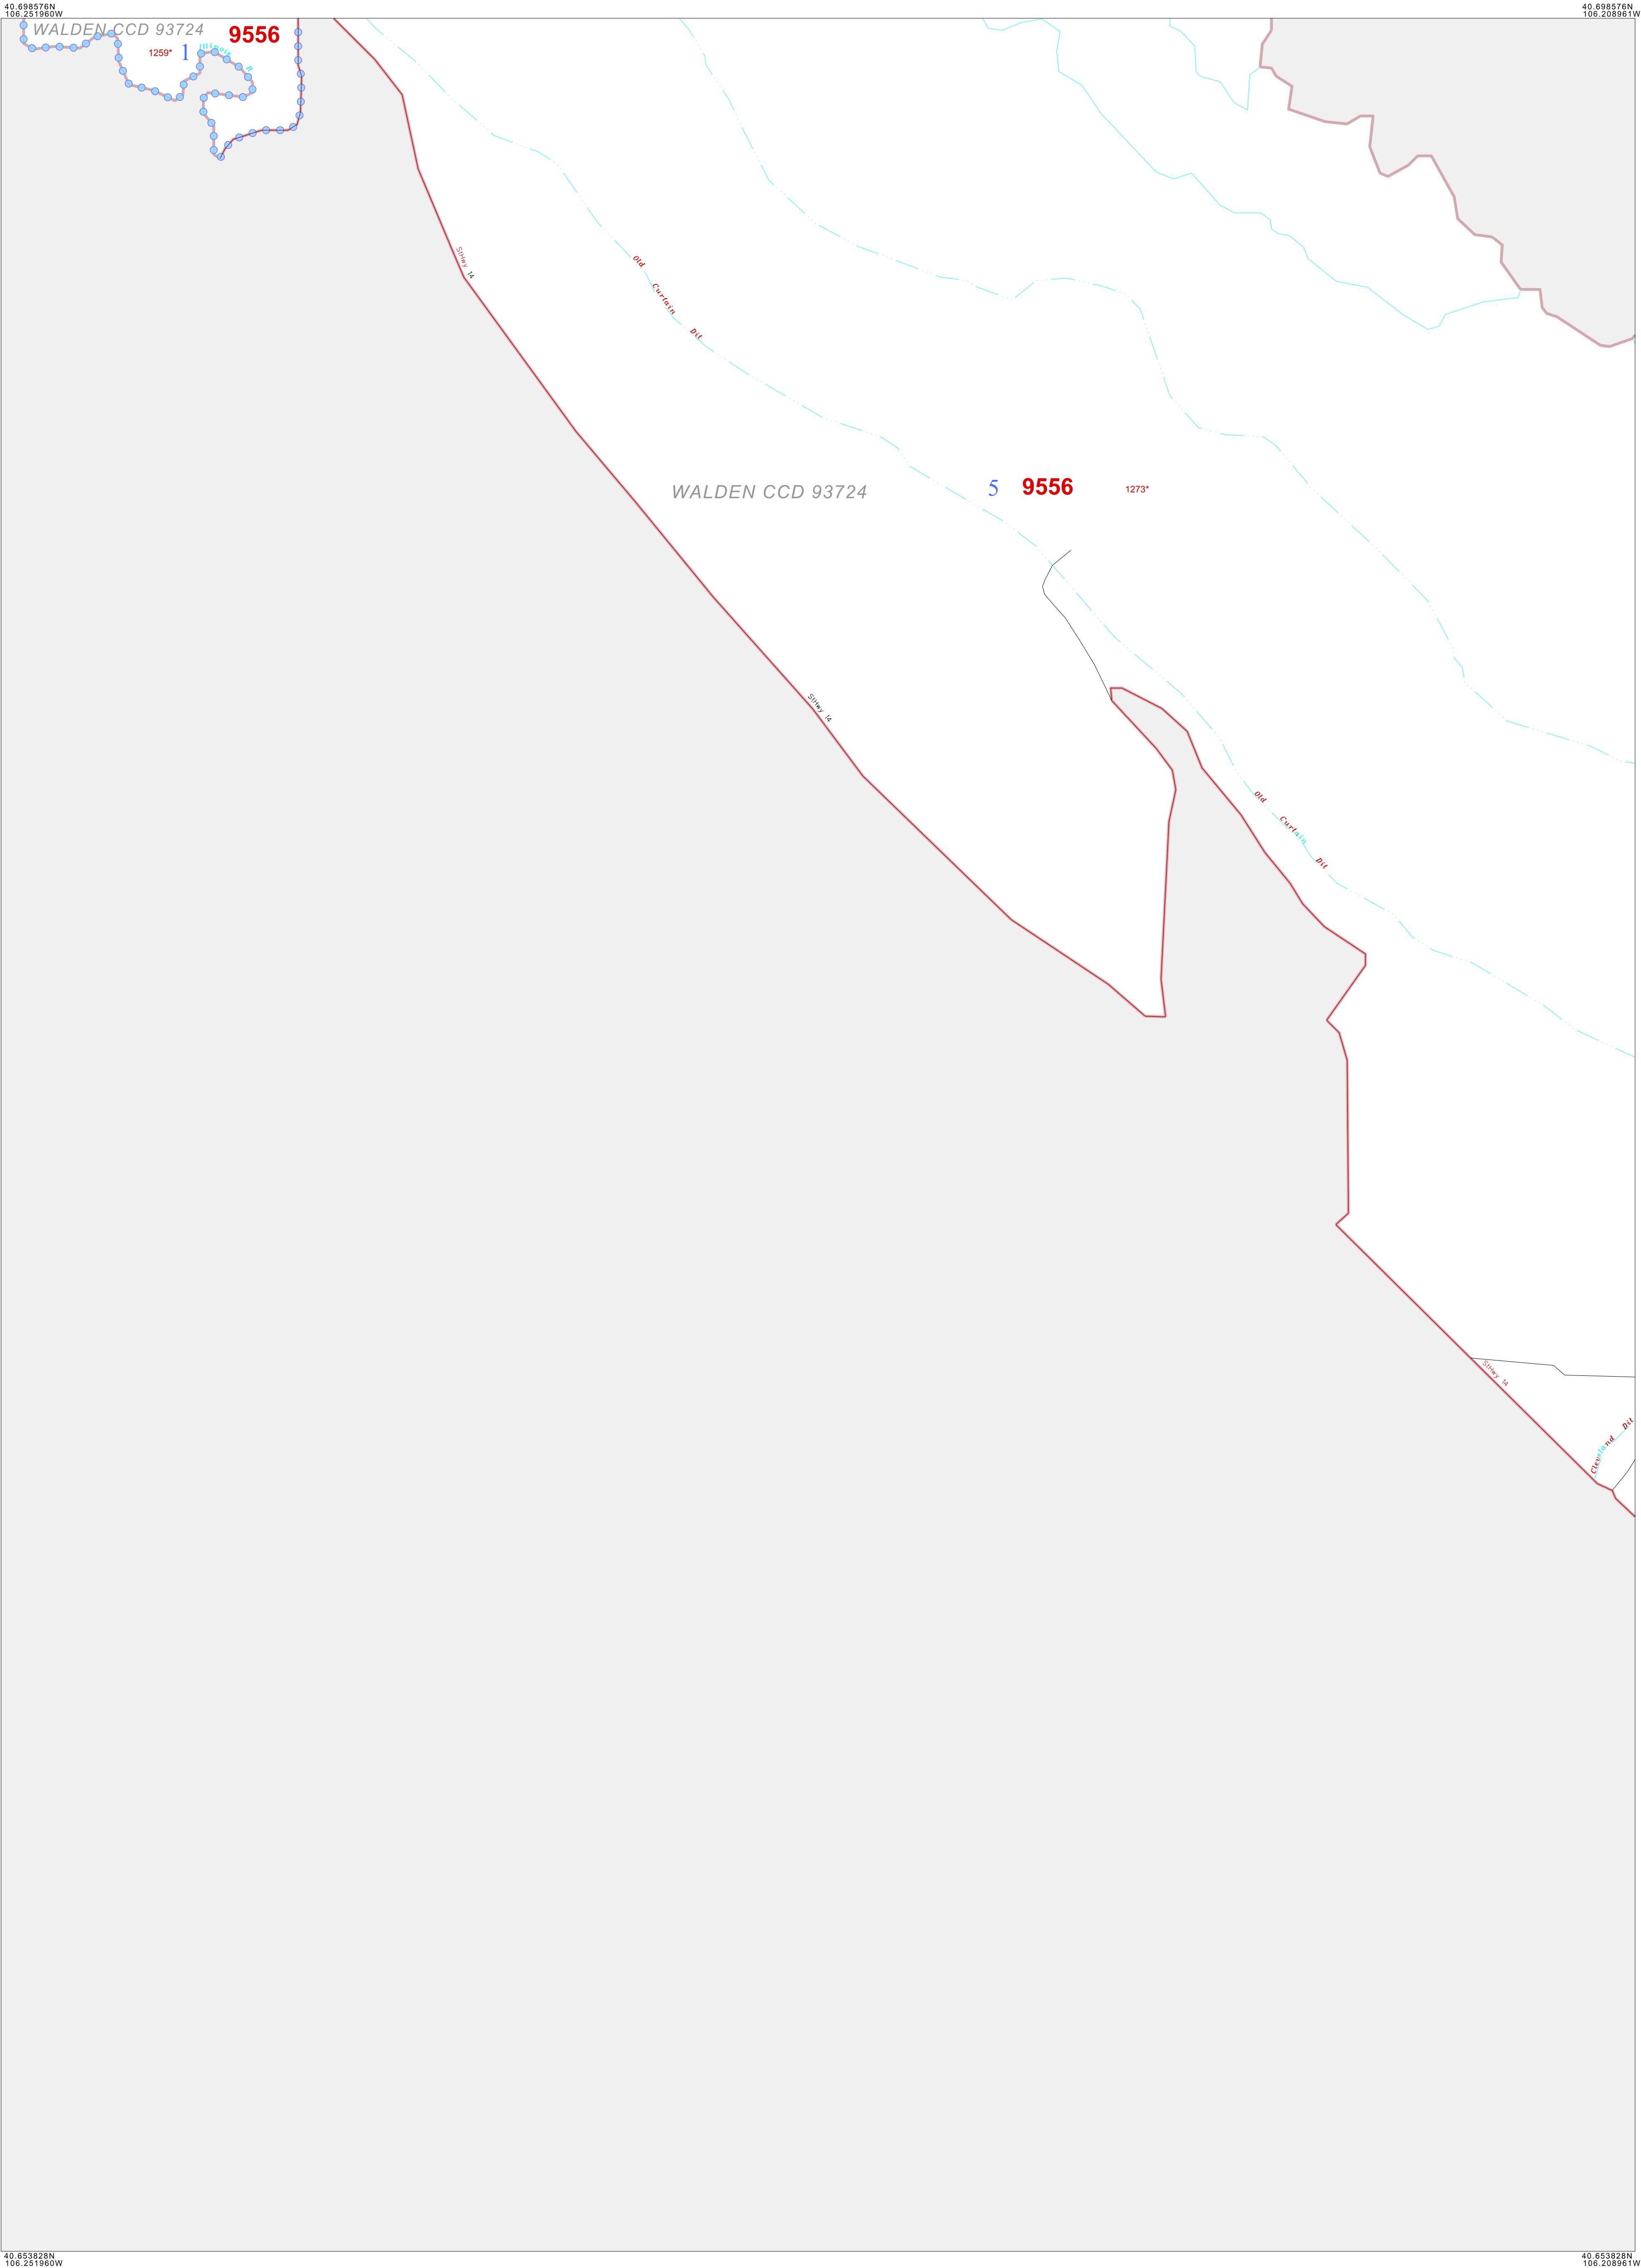 40.698576N
106.251960W
40.698576N
106.208961W
WALDEN CCD 93724
9556
1259*
1
Illinois R
StHwy 14
Old Curtain Dit
WALDEN CCD 93724
5
9556
1273*
StHwy 14
Old Curtain Dit
StHwy 14
Cleveland Dit
40.653828N
106.251960W
40.653828N
106.208961W